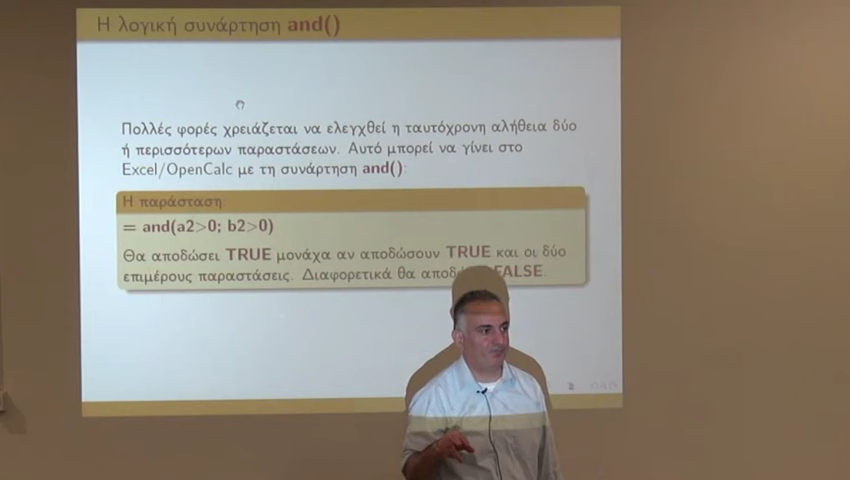 Η λογική συνάρτηση and()
Πολλές φορές χρειάζεται να ελεγχθεί η ταυτόχρονη αλήθεια δύο
ή περισσότερων παραστάσεων. Αυτό μπορεί να γίνει στο
Excel/OpenCalc με τη συνάρτηση and():
Η παράσταση:
= and(a2>0; b2>0)
Θα αποδώσει TRUE μονάχα αν αποδώσουν TRUE και οι δύο
επιμέρους παραστάσεις. Διαφορετικά θα FALSE.